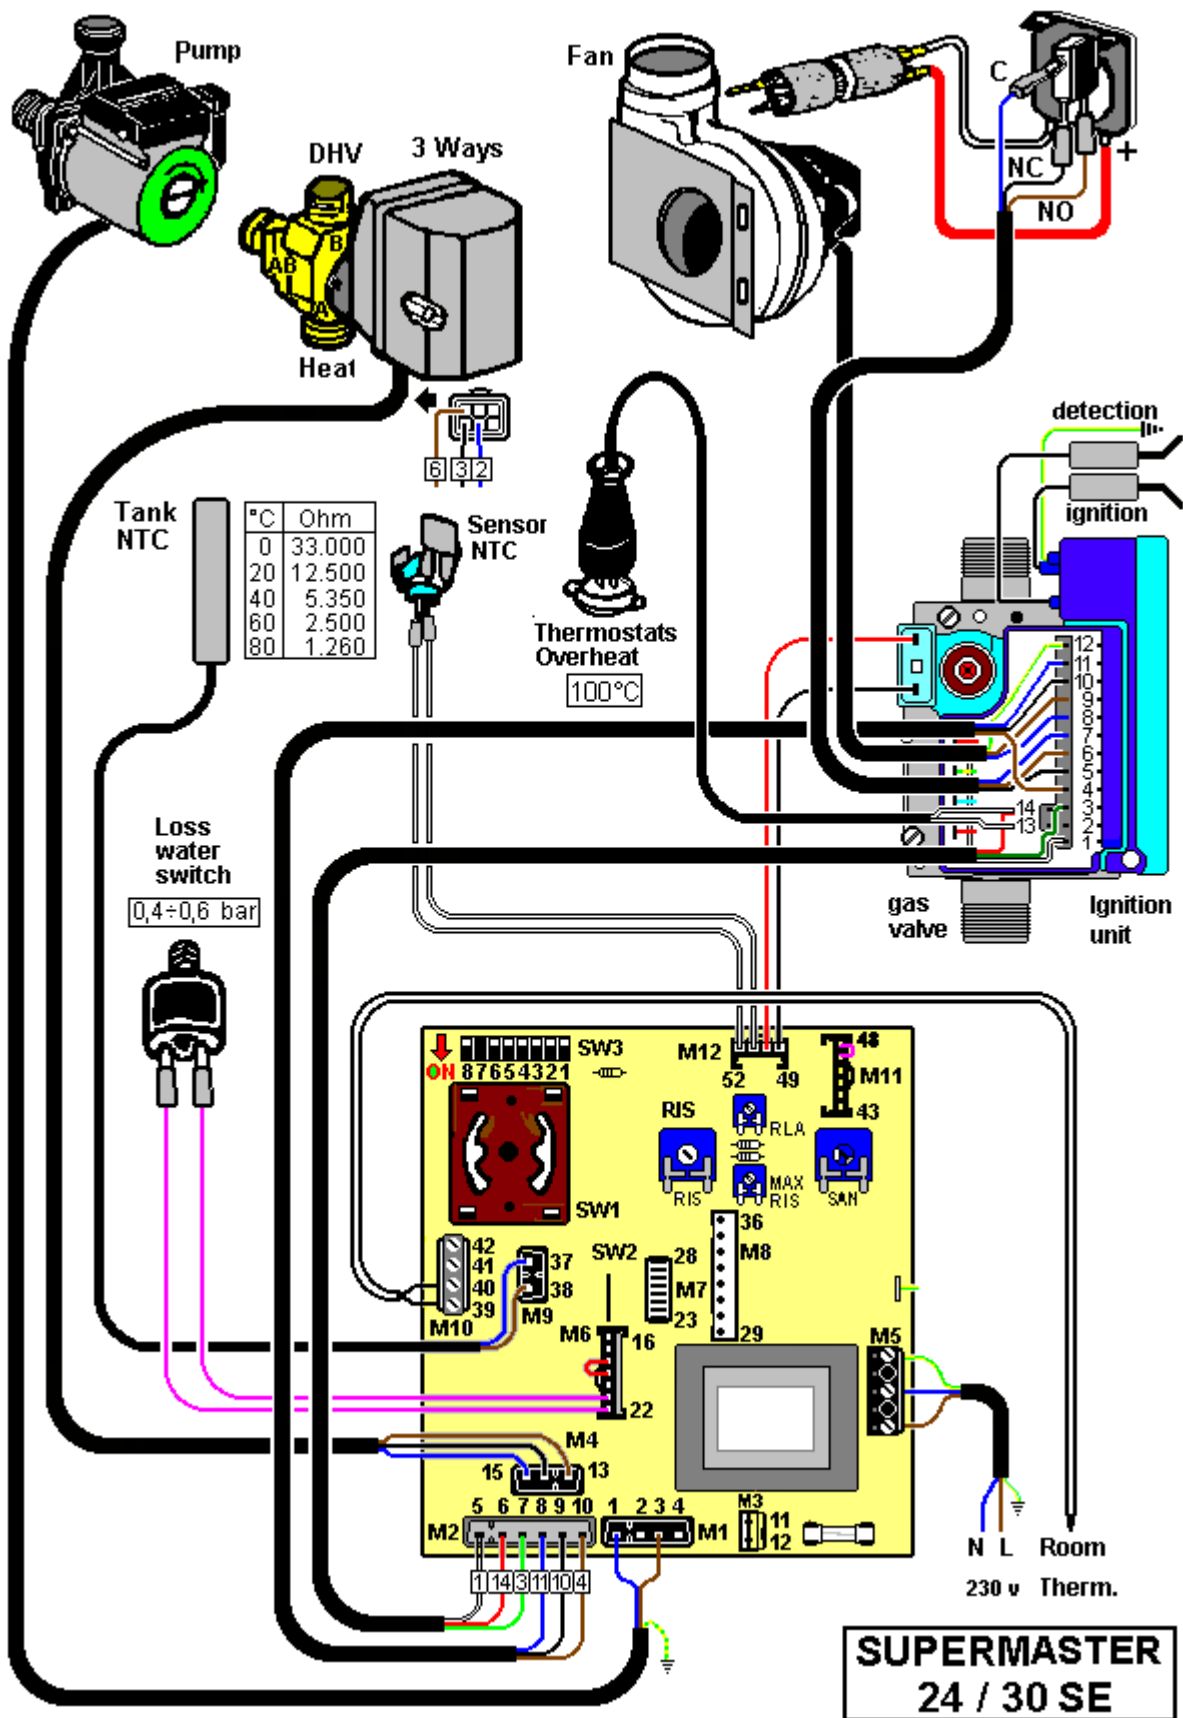 Pump
Fan
C
NC
NO
+
DHV
3 Ways
B
AB
A
Heat
6 3 2
detection
ignition
Tank
NTC
°C Ohm
0 33.000
20 12.500
40 5.350
60 2.500
80 1.260
Sensor
NTC
Thermostats
Overheat
100°C
12
11
10
9
8
7
6
5
4
14 3
13 2
1
Loss
water
switch
0,4÷0,6 bar
gas
valve
Ignition
unit
ON
87654321
SW3
M12
52 49
48
M11
43
RIS
RLA
RIS
MAX
RIS
SAN
SW1
42
41
40
39
M10
37
38
M9
SW2
28
M7
23
36
M8
29
M6
16
22
M5
M4
15 13
5 6 7 8 9 10
M2
1 2 3 4
M1
M3
11
12
1 14 3 11 10 4
N L
230 v
Room
Therm.
SUPERMASTER
24 / 30 SE